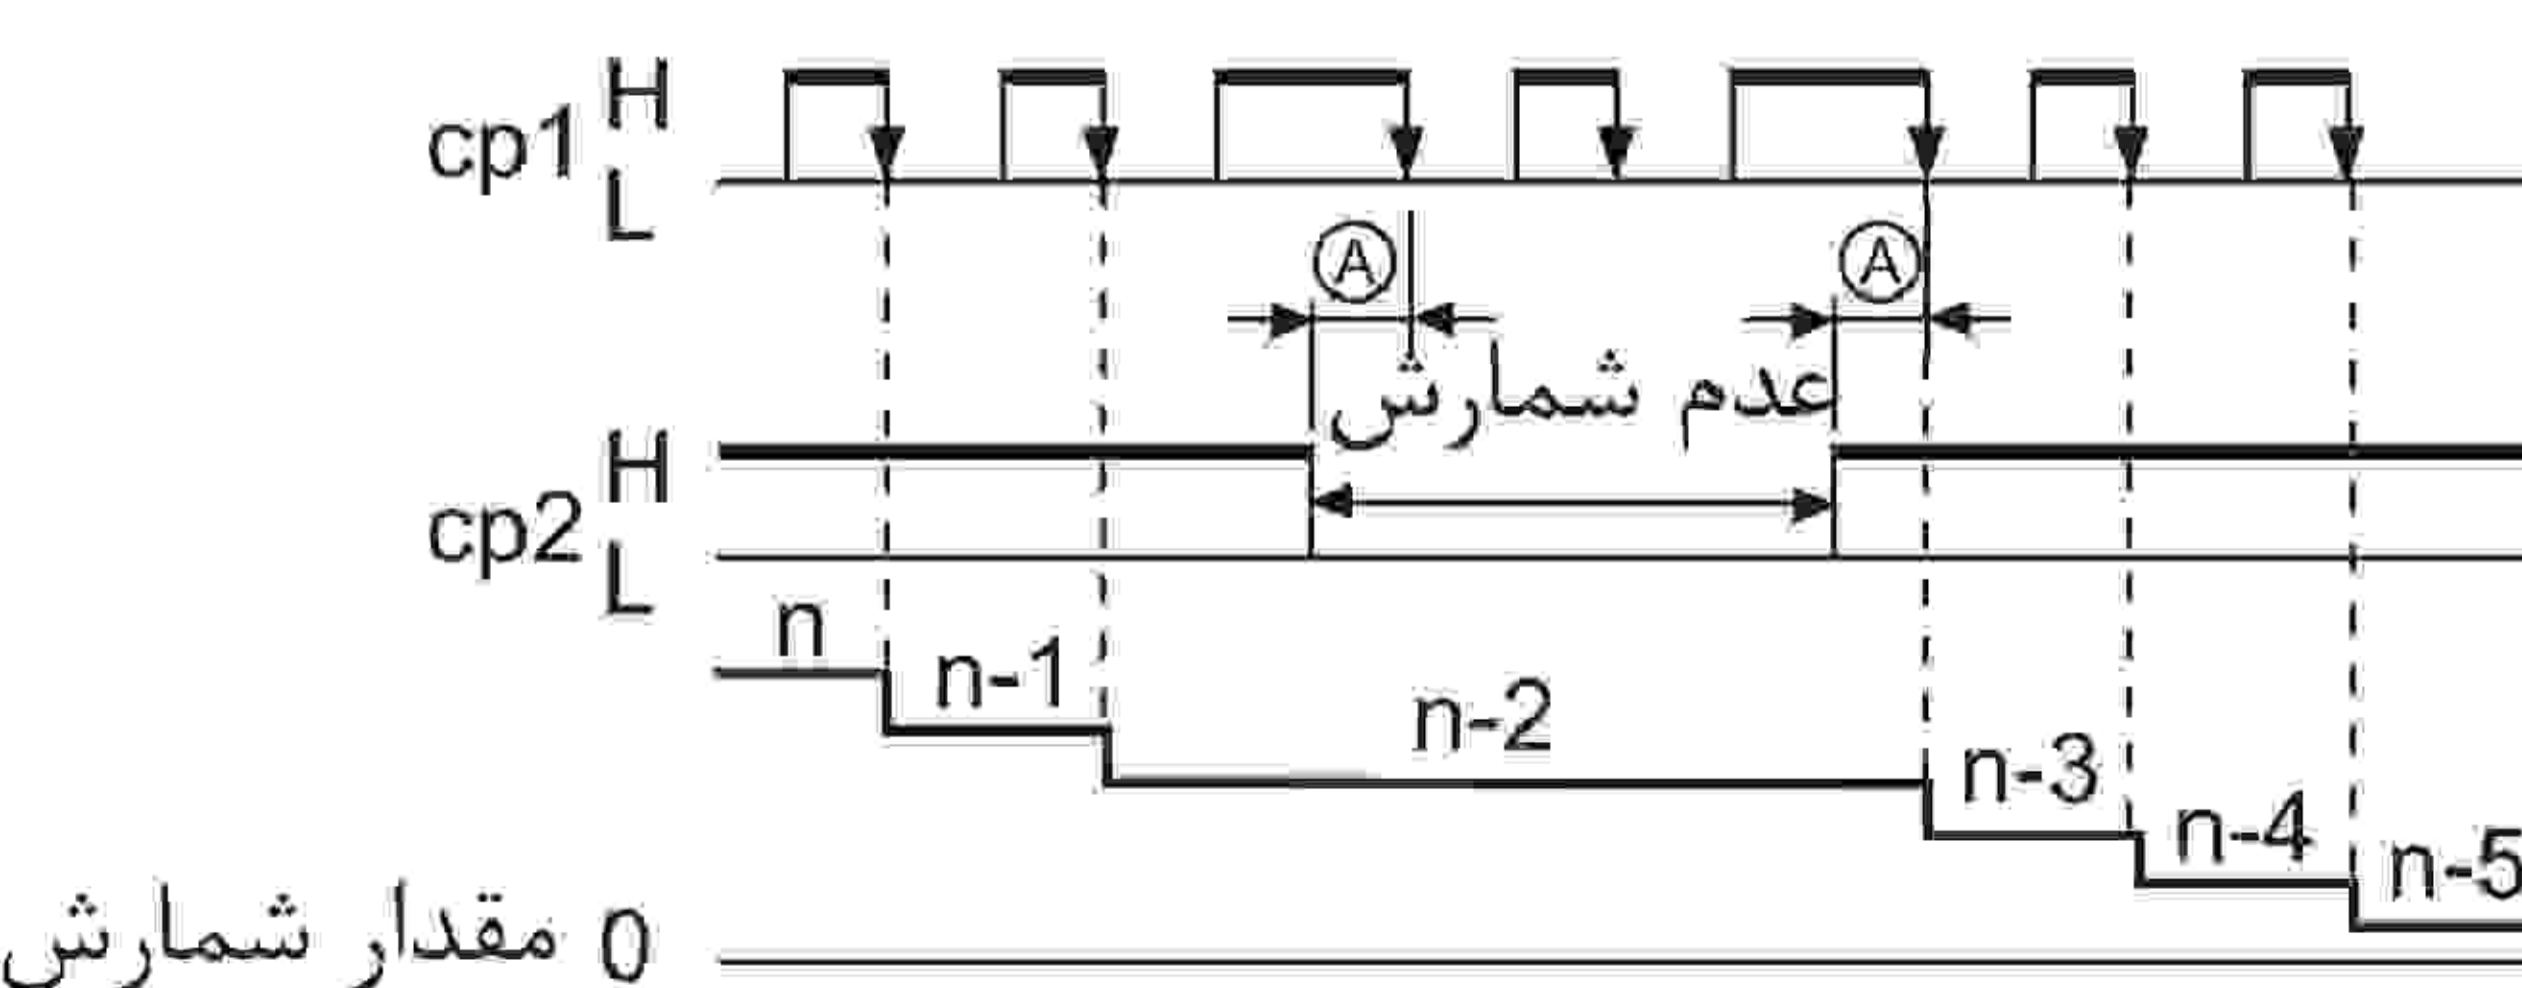 H
cp1
L
A A
عدم شمارش
H
cp2
L
n
n-1
n-2
n-3
n-4
n-5
مقدار شمارش 0